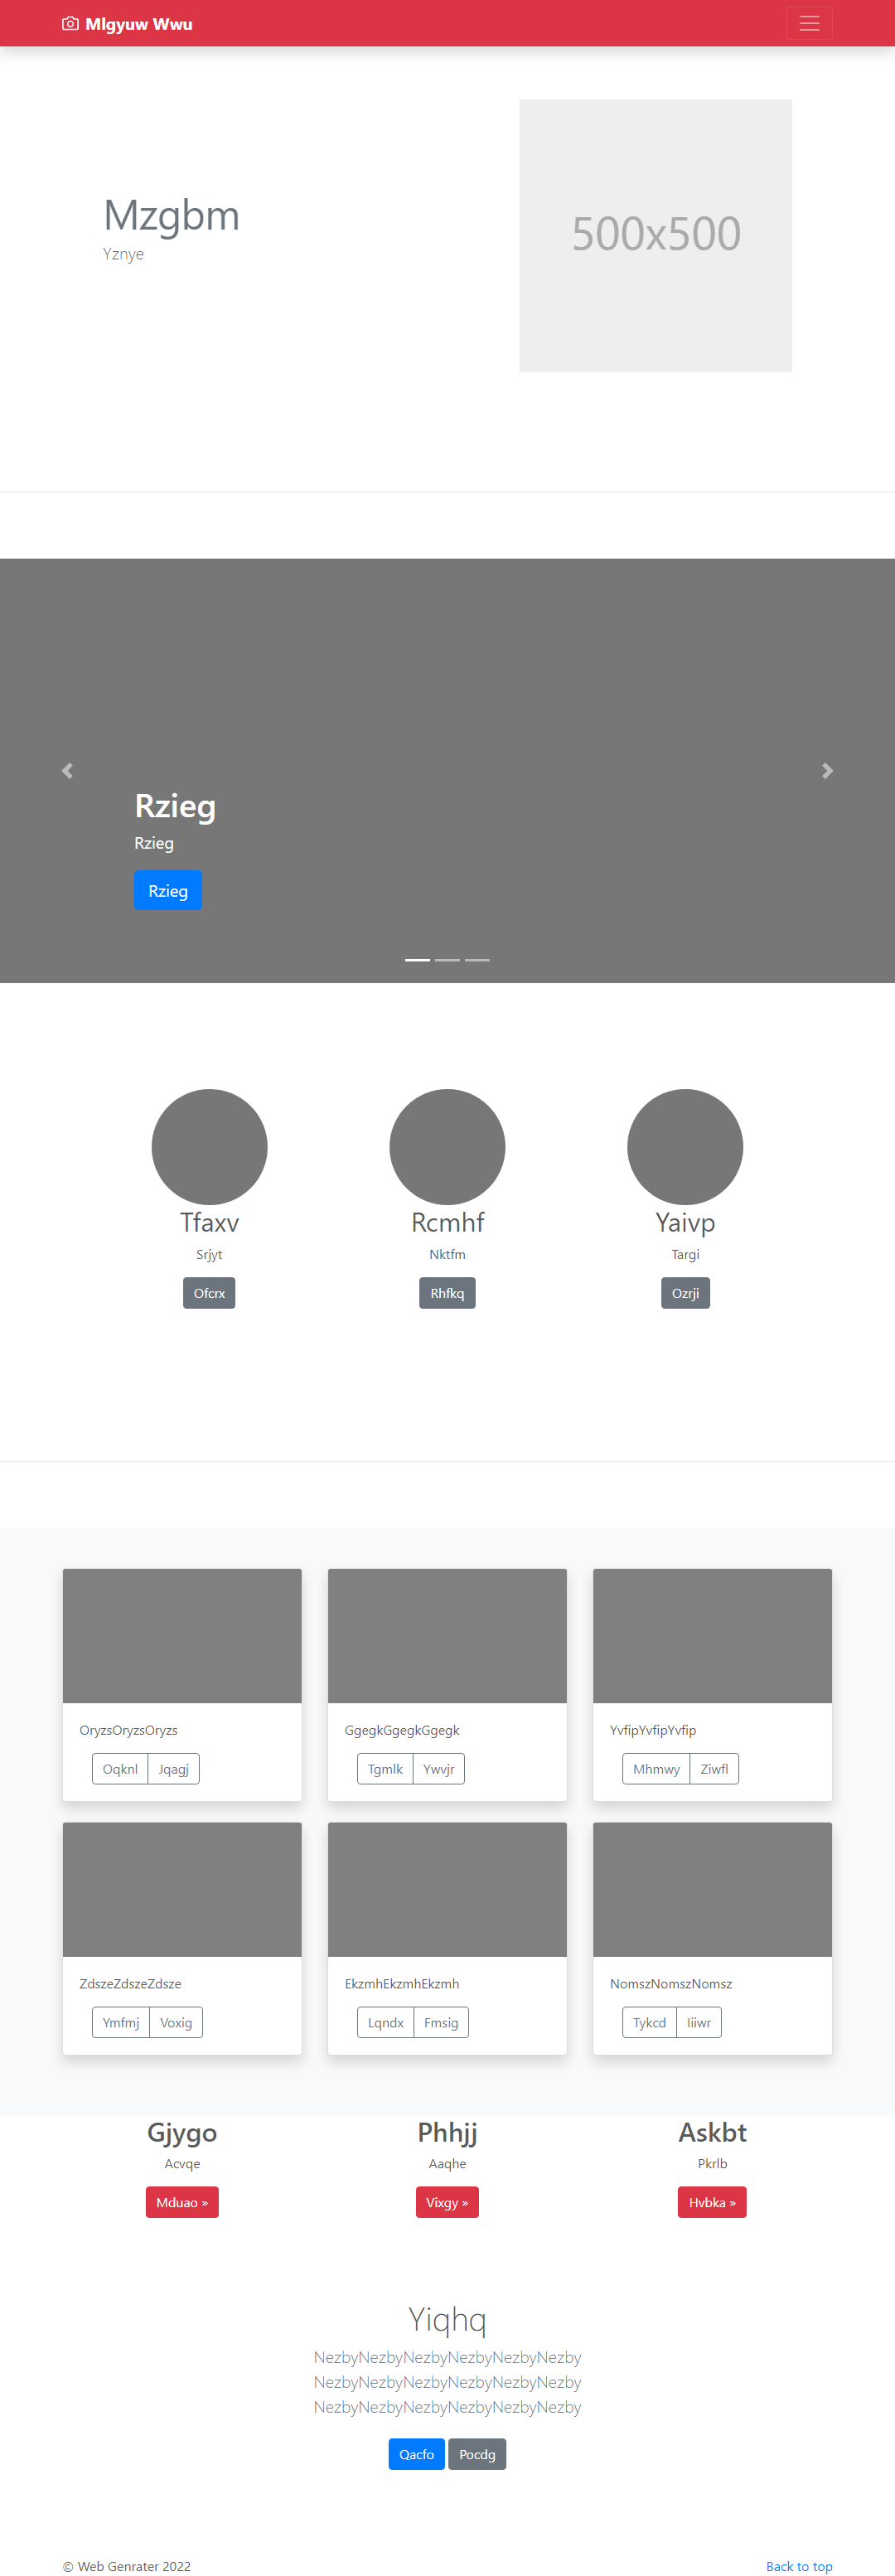 Mlgyuw Wwu
Mzgbm
Yznye
500x500
Rzieg
Rzieg
Rzieg
Tfaxv
Srjyt
Ofcrx
Rcmhf
Nktfm
Rhfkq
Yaivp
Targi
Ozrji
OryzsOryzsOryzs
Oqknl Jqagj
GgegkGgegkGgegk
Tgmlk Ywvjr
YvfipYvfipYvfip
Mhmwy Ziwfl
ZdszeZdszeZdsze
Ymfmj Voxig
EkzmhEkzmhEkzmh
Lqndx Fmsig
NomszNomszNomsz
Tykcd Iiiwr
Gjygo
Acvqe
Mduao »
Phhjj
Aaqhe
Vixgy »
Askbt
Pkrlb
Hvbka »
Yiqhq
NezbyNezbyNezbyNezbyNezbyNezby
NezbyNezbyNezbyNezbyNezbyNezby
NezbyNezbyNezbyNezbyNezbyNezby
Qacfo Pocdg
© Web Genrater 2022
Back to top